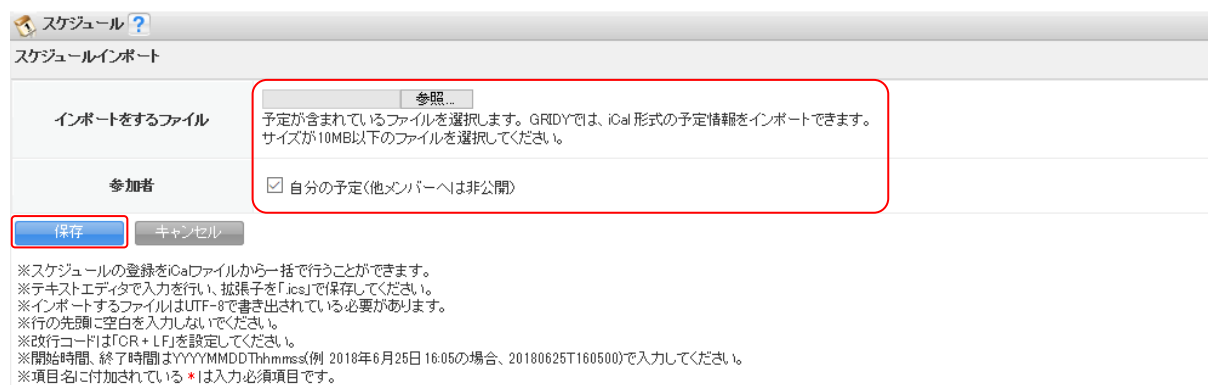 スケジュール ?
スケジュールインポート
インポートをするファイル
参照...
予定が含まれているファイルを選択します。GRIDYでは、iCal 形式の予定情報をインポートできます。
サイズが10MB以下のファイルを選択してください。
参加者
自分の予定(他メンバーへは非公開)
保存 キャンセル
※スケジュールの登録をiCalファイルから一括で行うことができます。
※テキストエディタで入力を行い、拡張子を「.ics」で保存してください。
※インポートするファイルはUTF-8で書き出されている必要があります。
※行の先頭に空白を入力しないでください。
※改行コードは「CR + LF」を設定してください。
※開始時間、終了時間はYYYYMMDDThhmmss(例 2018年6月25日 16:05の場合、20180625T160500)で入力してください。
※項目名に付加されている * は入力必須項目です。